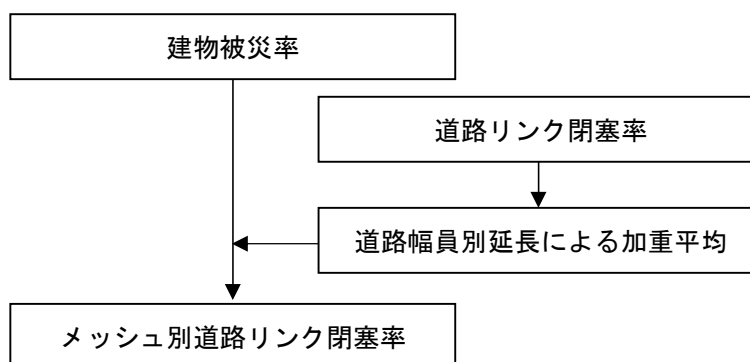 建物被災率
道路リンク閉塞率
道路幅員別延長による加重平均
メッシュ別道路リンク閉塞率